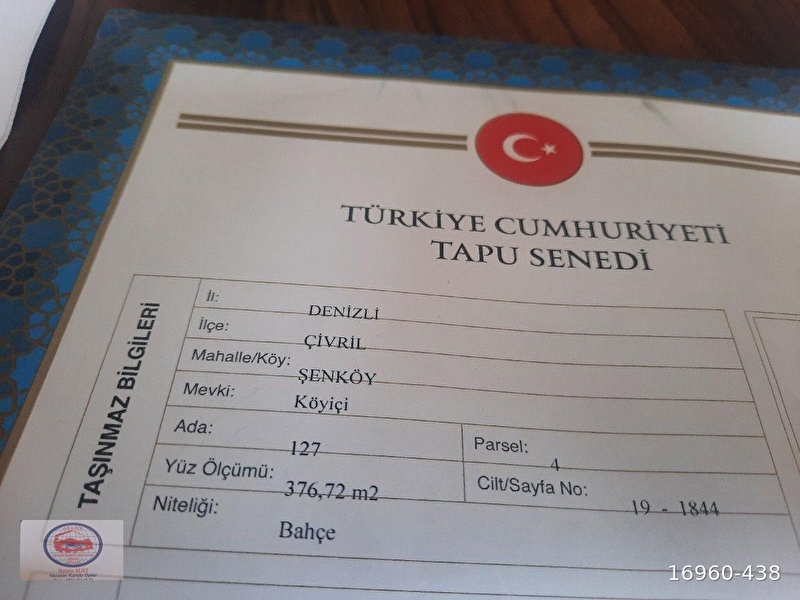 TÜRKİYE CUMHURİYETİ
TAPU SENEDİ
TAŞINMAZ BİLGİLERİ
İl: DENİZLİ
İlçe: ÇİVRİL
Mahalle/Köy: ŞENKÖY
Mevki: Köyiçi
Ada: 127 Parsel: 4
Yüz Ölçümü: 376,72 m2 Cilt/Sayfa No: 19 - 1844
Niteliği: Bahçe
16960-438